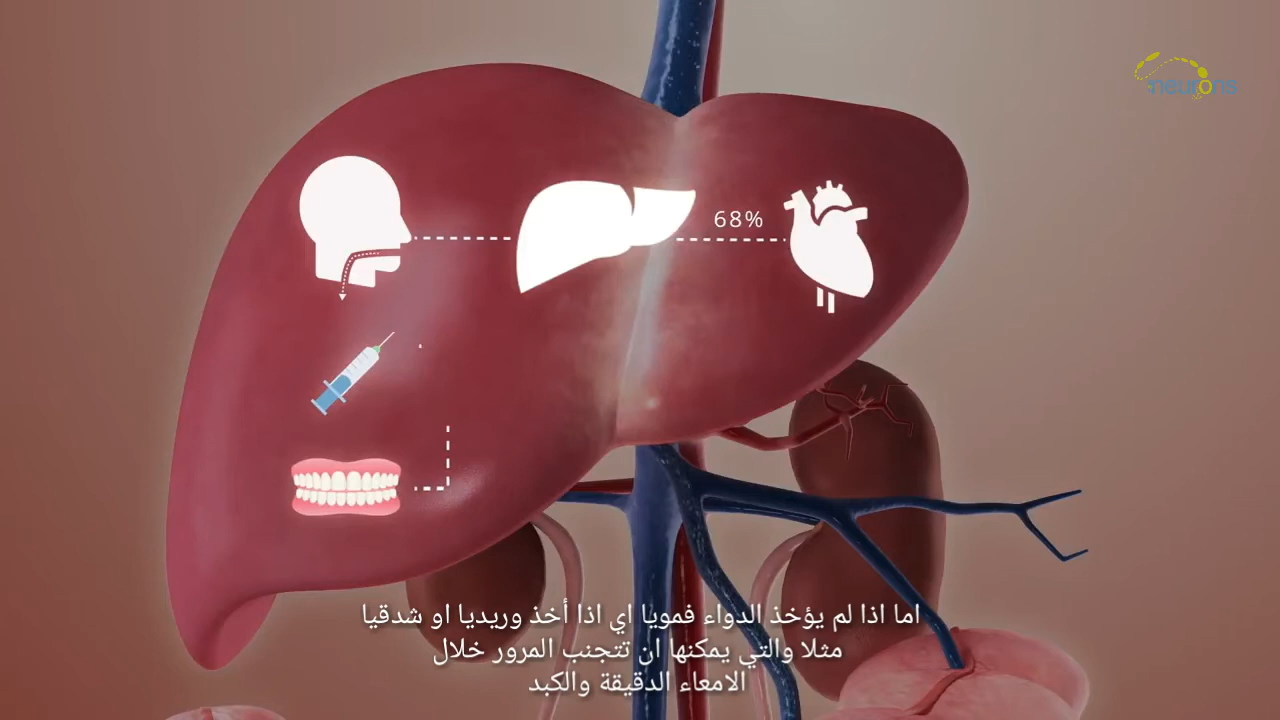 neurons
68%
اما اذا لم يؤخذ الدواء فمويا اي اذا أخذ وريديا او شدقيا
مثلا والتي يمكنها ان تتجنب المرور خلال
الامعاء الدقيقة والكبد